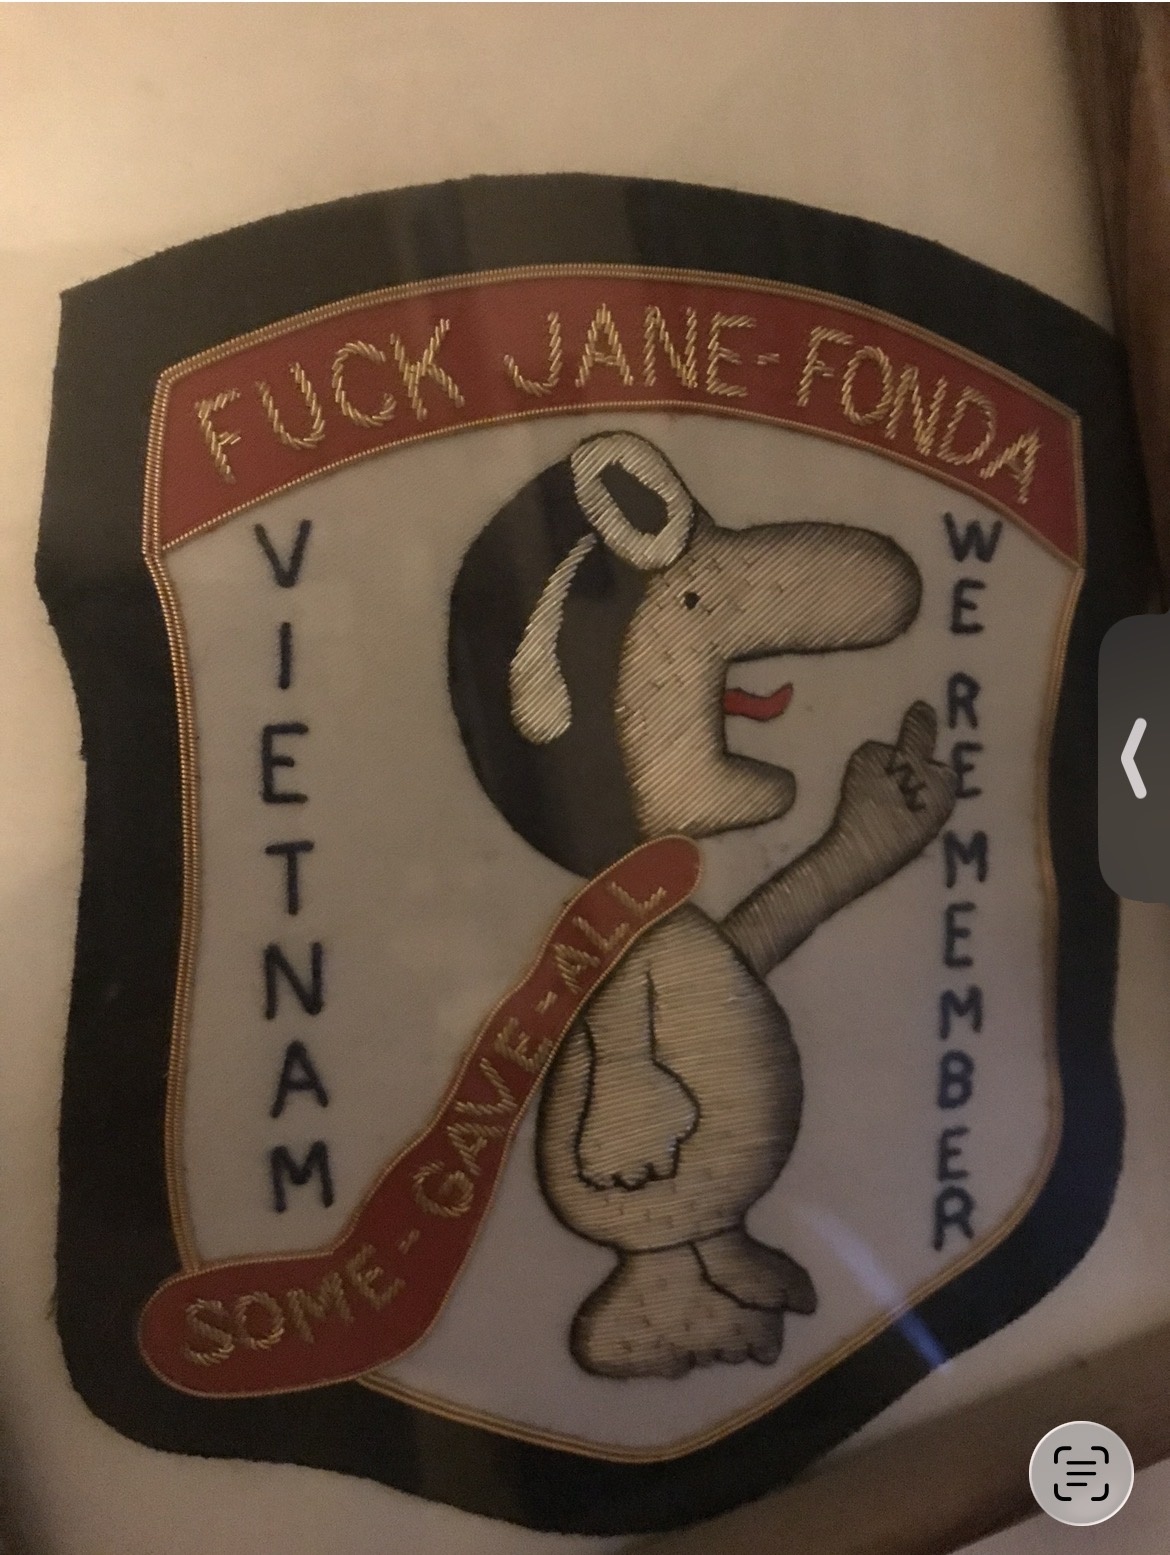 FUCK JANE-FONDA
VIETNAM
WE REMEMBER
SOME-GAVE-ALL